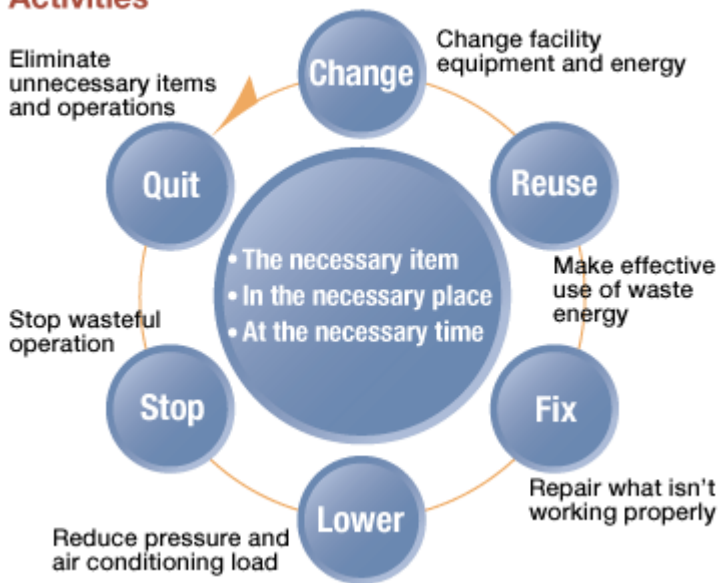 Activities
Change
Change facility
equipment and energy
Eliminate
unnecessary items
and operations
Quit
Reuse
Make effective
use of waste
energy
• The necessary item
• In the necessary place
• At the necessary time
Stop wasteful
operation
Stop
Fix
Repair what isn't
working properly
Lower
Reduce pressure and
air conditioning load